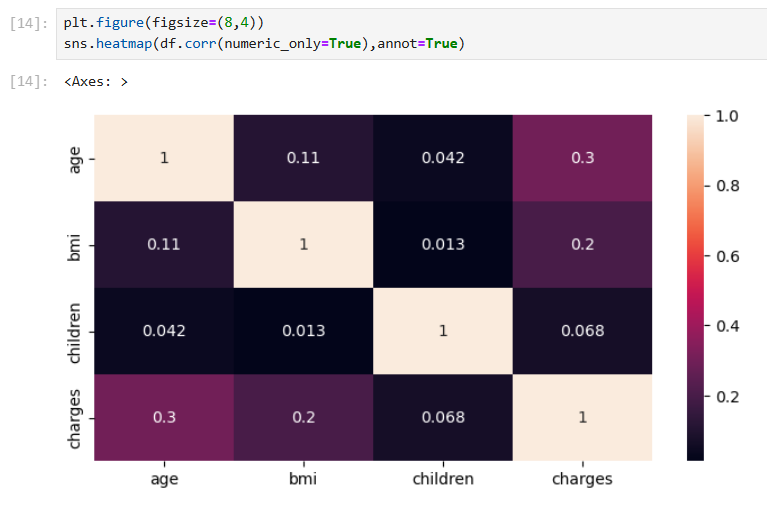 [14]: plt.figure(figsize=(8,4))
sns.heatmap(df.corr(numeric_only=True),annot=True)
[14]: <Axes: >
age 1 0.11 0.042 0.3
bmi 0.11 1 0.013 0.2
children 0.042 0.013 1 0.068
charges 0.3 0.2 0.068 1
age bmi children charges
1.0
0.8
0.6
0.4
0.2